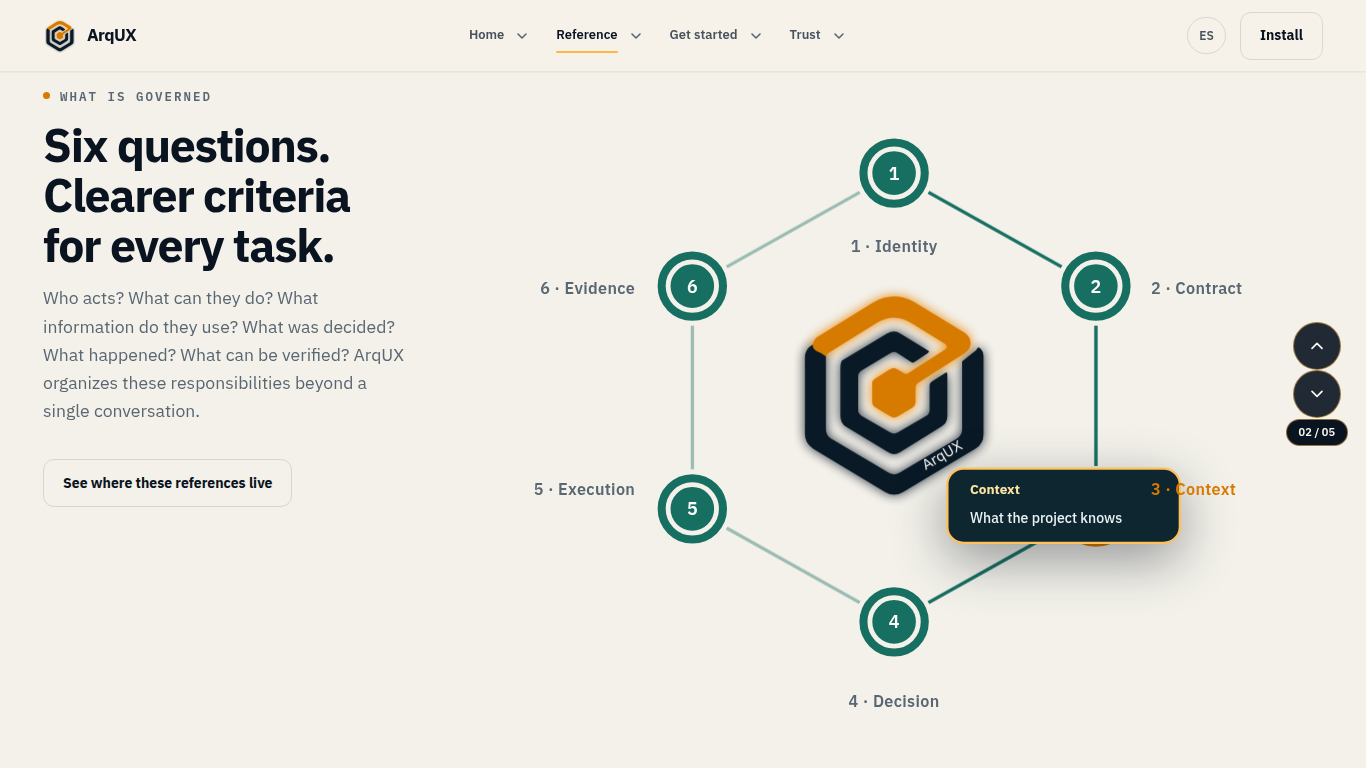 ArqUX
Home
Reference
Get started
Trust
ES
Install
WHAT IS GOVERNED
Six questions.
Clearer criteria
for every task.
Who acts? What can they do? What
information do they use? What was decided?
What happened? What can be verified? ArqUX
organizes these responsibilities beyond a
single conversation.
See where these references live
1
1 · Identity
6
6 · Evidence
2
2 · Contract
ArqUX
Context
What the project knows
3 · Context
5 · Execution
5
4
4 · Decision
02 / 05